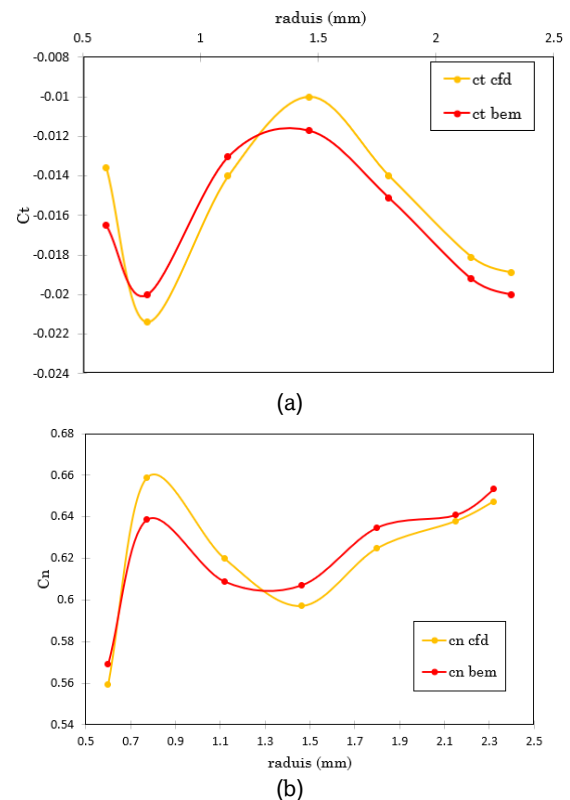 raduis (mm)
0.5 1 1.5 2 2.5
-0.008
-0.01
-0.012
-0.014
-0.016
-0.018
-0.02
-0.022
-0.024
Ct
ct cfd
ct bem
(a)
0.68
0.66
0.64
0.62
0.6
0.58
0.56
0.54
Cn
cn cfd
cn bem
0.5 0.7 0.9 1.1 1.3 1.5 1.7 1.9 2.1 2.3 2.5
raduis (mm)
(b)